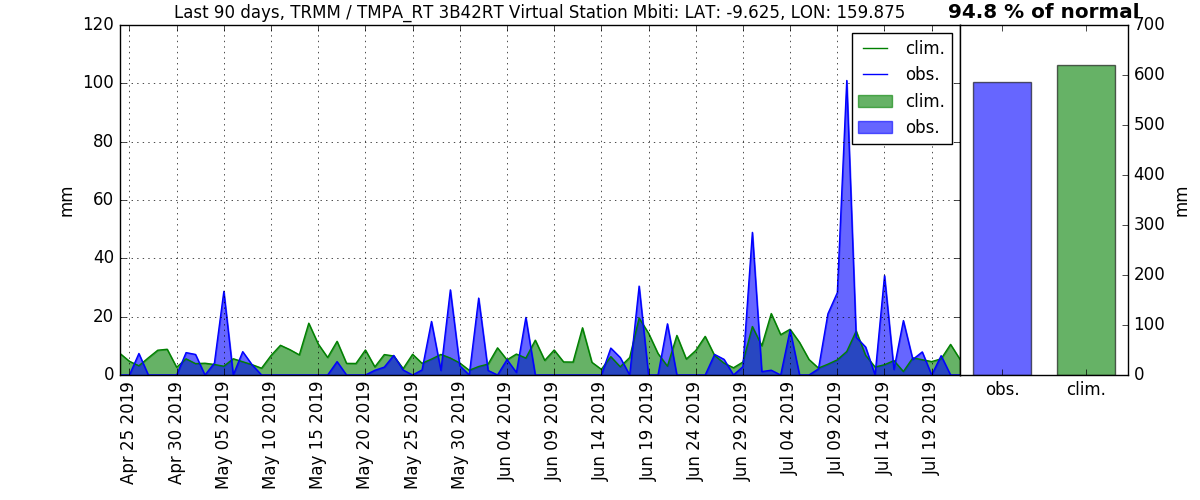 Last 90 days, TRMM / TMPA_RT 3B42RT Virtual Station Mbiti: LAT: -9.625, LON: 159.875
94.8 % of normal
120
100
80
60
40
20
0
mm
clim.
obs.
clim.
obs.
700
600
500
400
300
200
100
0
mm
Apr 25 2019
Apr 30 2019
May 05 2019
May 10 2019
May 15 2019
May 20 2019
May 25 2019
May 30 2019
Jun 04 2019
Jun 09 2019
Jun 14 2019
Jun 19 2019
Jun 24 2019
Jun 29 2019
Jul 04 2019
Jul 09 2019
Jul 14 2019
Jul 19 2019
obs.
clim.